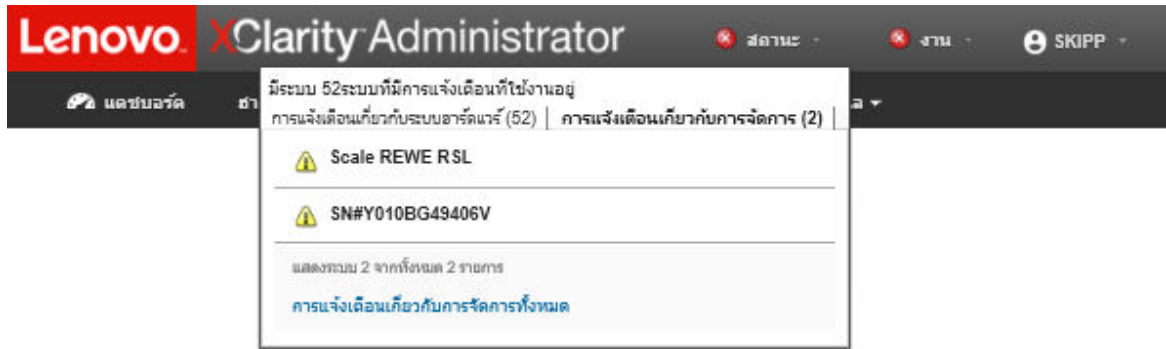 Lenovo. XClarity Administrator สถานะ งาน SKIPP
แดชบอร์ด
มีระบบ 52ระบบที่มีการแจ้งเตือนที่ใช้งานอยู่
การแจ้งเตือนเกี่ยวกับระบบฮาร์ดแวร์ (52) | การแจ้งเตือนเกี่ยวกับการจัดการ (2) |
Scale REWE RSL
SN#Y010BG49406V
แสดงระบบ 2 จากทั้งหมด 2 รายการ
การแจ้งเตือนเกี่ยวกับการจัดการทั้งหมด